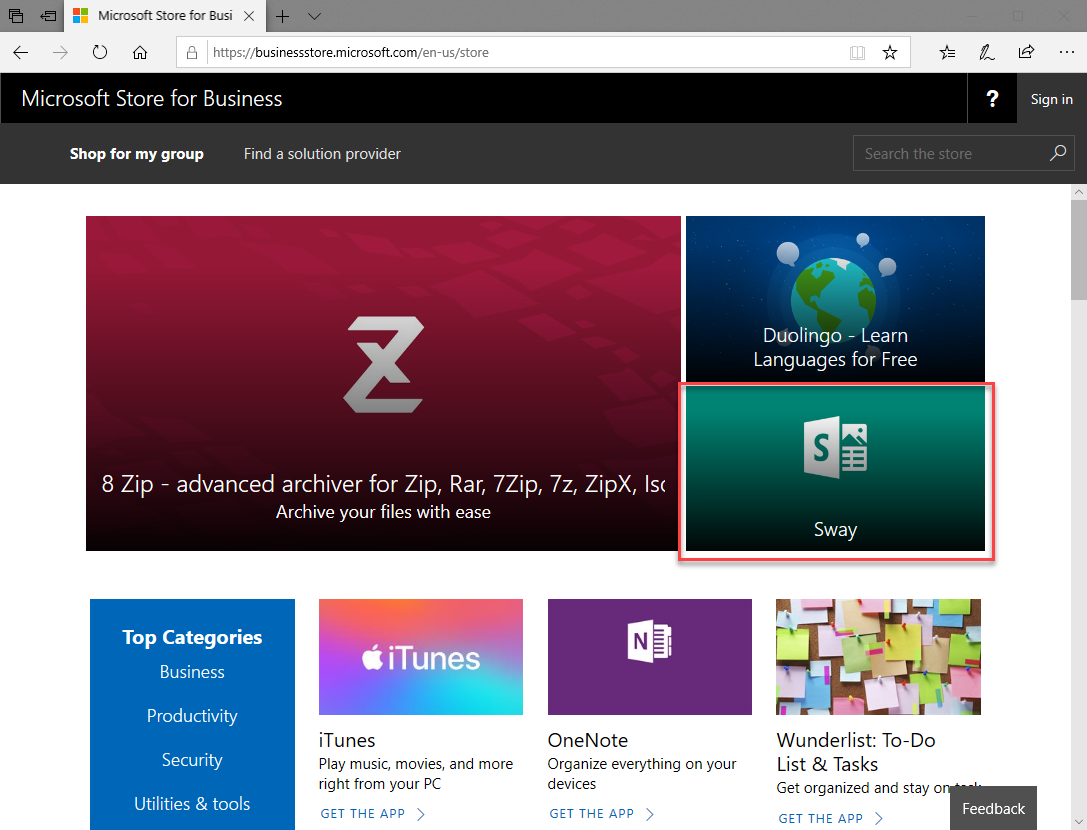 Microsoft Store for Busi
https://businessstore.microsoft.com/en-us/store
Microsoft Store for Business
?
Sign in
Shop for my group
Find a solution provider
Search the store
Z
8 Zip - advanced archiver for Zip, Rar, 7Zip, 7z, ZipX, Iso
Archive your files with ease
Duolingo - Learn
Languages for Free
S
Sway
Top Categories
Business
Productivity
Security
Utilities & tools
iTunes
iTunes
Play music, movies, and more
right from your PC
GET THE APP
N
OneNote
Organize everything on your
devices
GET THE APP
Wunderlist: To-Do
List & Tasks
Get organized and stay on task
GET THE APP
Feedback